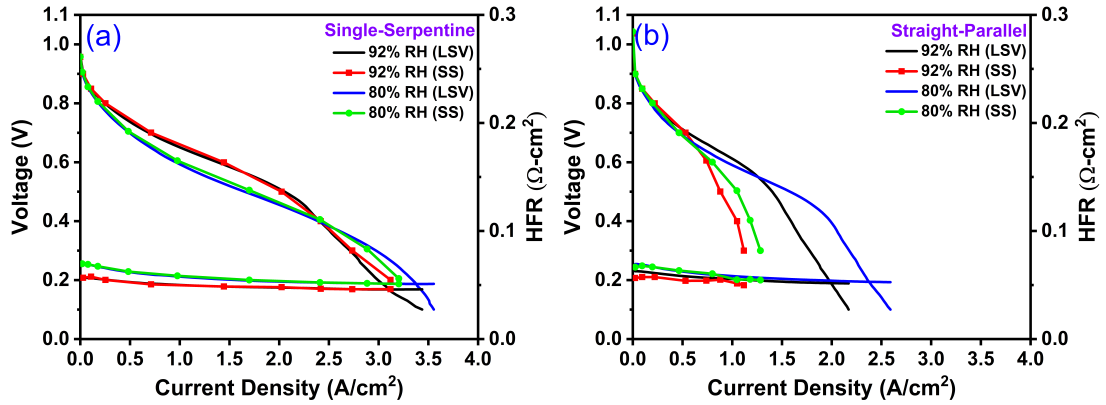 (a)
Single-Serpentine
92% RH (LSV)
92% RH (SS)
80% RH (LSV)
80% RH (SS)
Voltage (V)
1.1
1.0
0.8
0.6
0.4
0.2
0.0
0.0 0.5 1.0 1.5 2.0 2.5 3.0 3.5 4.0
Current Density (A/cm²)
0.3
0.2
0.1
0.0
HFR (Ω-cm²)
(b)
Straight-Parallel
92% RH (LSV)
92% RH (SS)
80% RH (LSV)
80% RH (SS)
Voltage (V)
1.1
1.0
0.8
0.6
0.4
0.2
0.0
0.0 0.5 1.0 1.5 2.0 2.5 3.0 3.5 4.0
Current Density (A/cm²)
0.3
0.2
0.1
0.0
HFR (Ω-cm²)